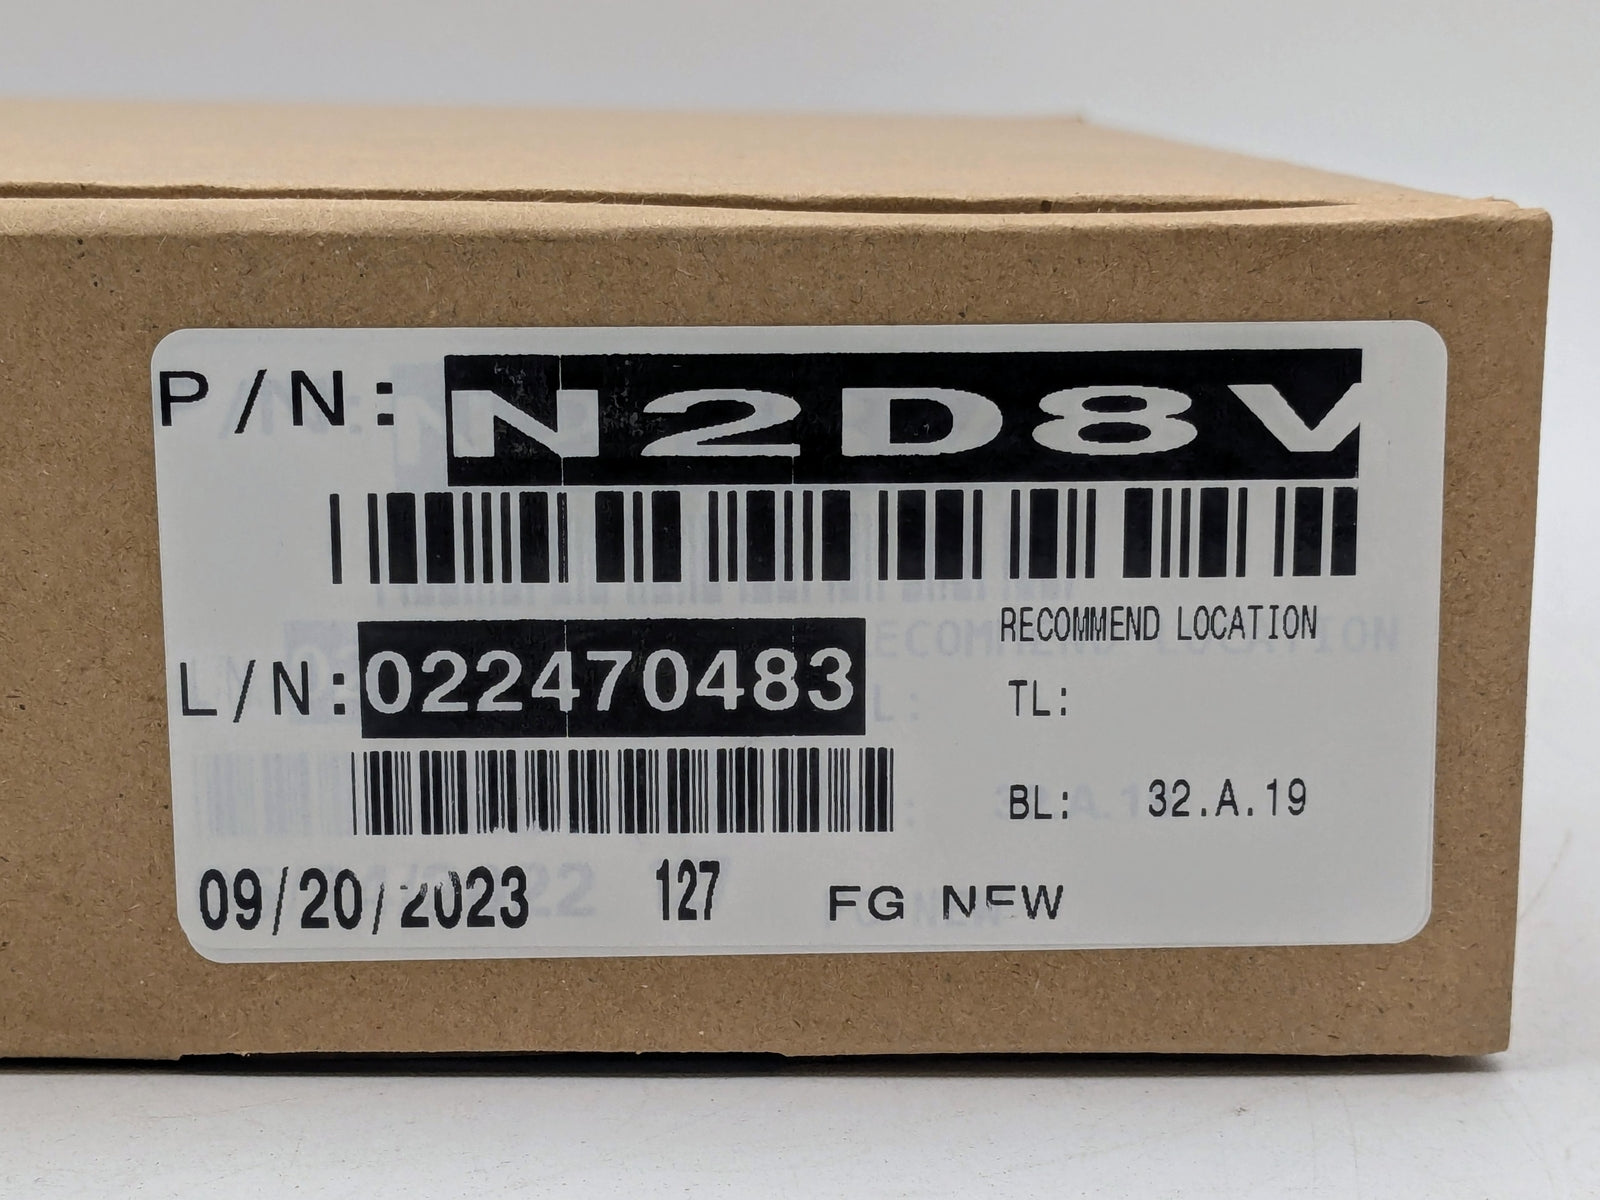 P/N: N2D8V
RECOMMEND LOCATION
L/N: 022470483
TL:
BL: 32.A.19
09/20/2023 127 FG NEW